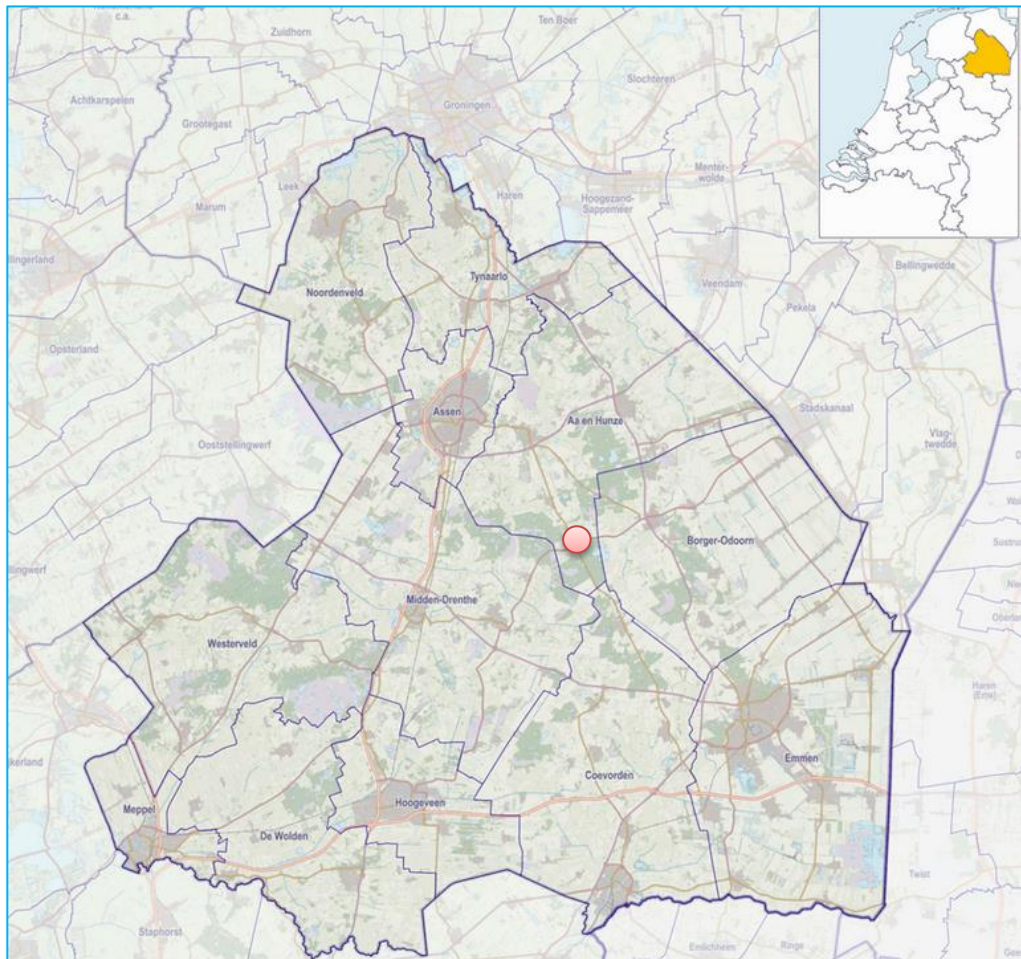 c.a.
Zuidhorn
Ten Boer
Slochteren
Achtkarspelen
Grootegast
Groningen
Leek
Marum
Haren
Hoogezand-
Sappemeer
Menter-
wolde
Veendam
Bellingwedde
Pekela
Tynaarlo
Noordenveld
Opsterland
Ooststellingwerf
Assen
Aa en Hunze
Stadskanaal
Vlag-
twedde
Borger-Odoorn
Midden-Drenthe
Westerveld
Haren
(Ems)
Coevorden
Emmen
Meppel
Hoogeveen
De Wolden
Twist
Staphorst
Emlichheim
Ringe